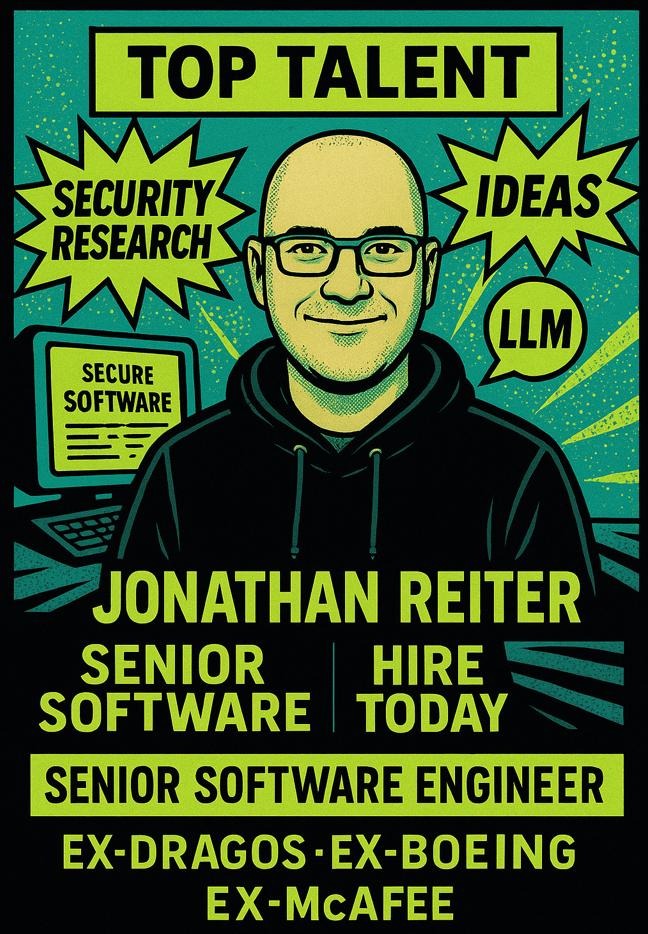 TOP TALENT
SECURITY
RESEARCH
IDEAS
LLM
SECURE
SOFTWARE
JONATHAN REITER
SENIOR
SOFTWARE
HIRE
TODAY
SENIOR SOFTWARE ENGINEER
EX-DRAGOS·EX-BOEING
EX-McAFEE